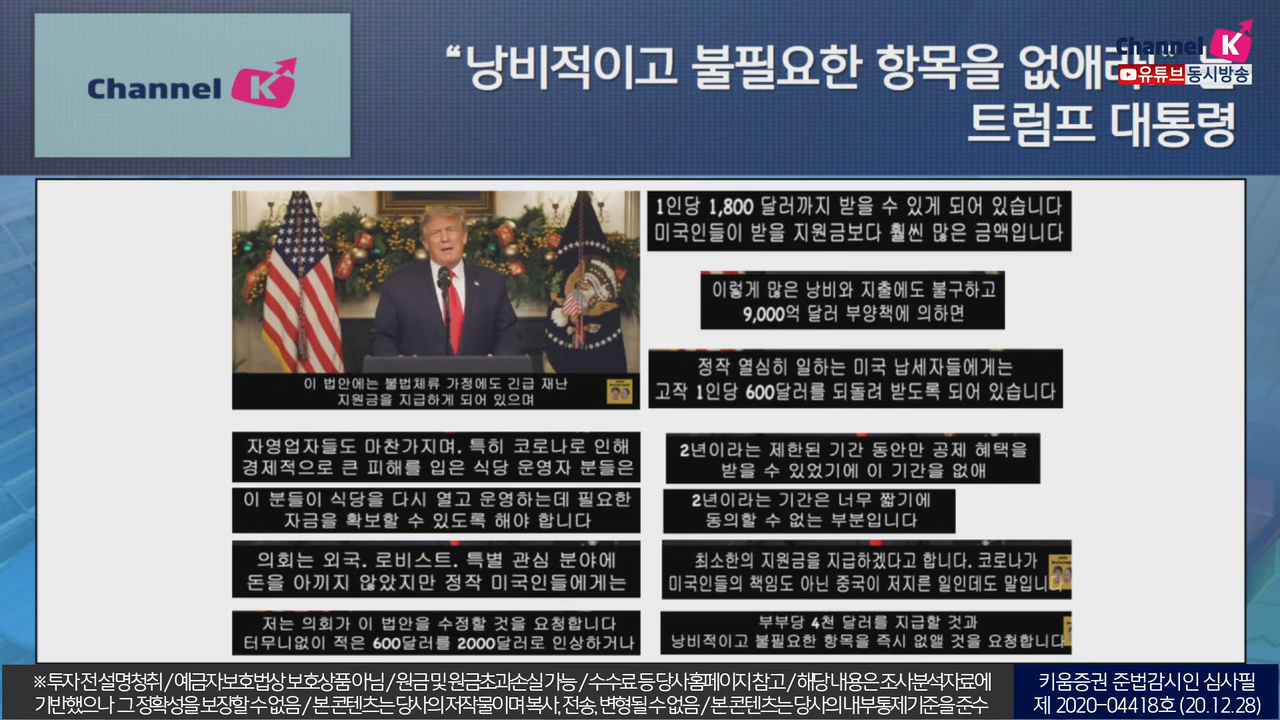 Channel K
“낭비적이고 불필요한 항목을 없애라
Channel K
유튜브동시방송
트럼프 대통령
이 법안에는 불법체류 가정에도 긴급 재난
지원금을 지급하게 되어 있으며
1인당 1,800 달러까지 받을 수 있게 되어 있습니다
미국인들이 받을 지원금보다 훨씬 많은 금액입니다
이렇게 많은 낭비와 지출에도 불구하고
9,000억 달러 부양책에 의하면
정작 열심히 일하는 미국 납세자들에게는
고작 1인당 600달러를 되돌려 받도록 되어 있습니다
자영업자들도 마찬가지며. 특히 코로나로 인해
경제적으로 큰 피해를 입은 식당 운영자 분들은
2년이라는 제한된 기간 동안만 공제 혜택을
받을 수 있었기에 이 기간을 없애
이 분들이 식당을 다시 열고 운영하는데 필요한
자금을 확보할 수 있도록 해야 합니다
2년이라는 기간은 너무 짧기에
동의할 수 없는 부분입니다
의회는 외국. 로비스트. 특별 관심 분야에
돈을 아끼지 않았지만 정작 미국인들에게는
최소한의 지원금을 지급하겠다고 합니다. 코로나가
미국인들의 책임도 아닌 중국이 저지른 일인데도 말입니다
저는 의회가 이 법안을 수정할 것을 요청합니다
터무니없이 적은 600달러를 2000달러로 인상하거나
부부당 4천 달러를 지급할 것과
낭비적이고 불필요한 항목을 즉시 없앨 것을 요청합니다
※ 투자 전 설명청취 / 예금자보호법상 보호상품 아님 / 원금 및 원금초과손실 가능 / 수수료 등 당사 홈페이지 참고 / 해당 내용은 조사분석자료에
기반했으나 그 정확성을 보장할 수 없음 / 본 콘텐츠는 당사의 저작물이며 복사, 전송, 변형될 수 없음 / 본 콘텐츠는 당사의 내부통제기준을 준수
키움증권 준법감시인 심사필
제 2020-04418호 (20.12.28)